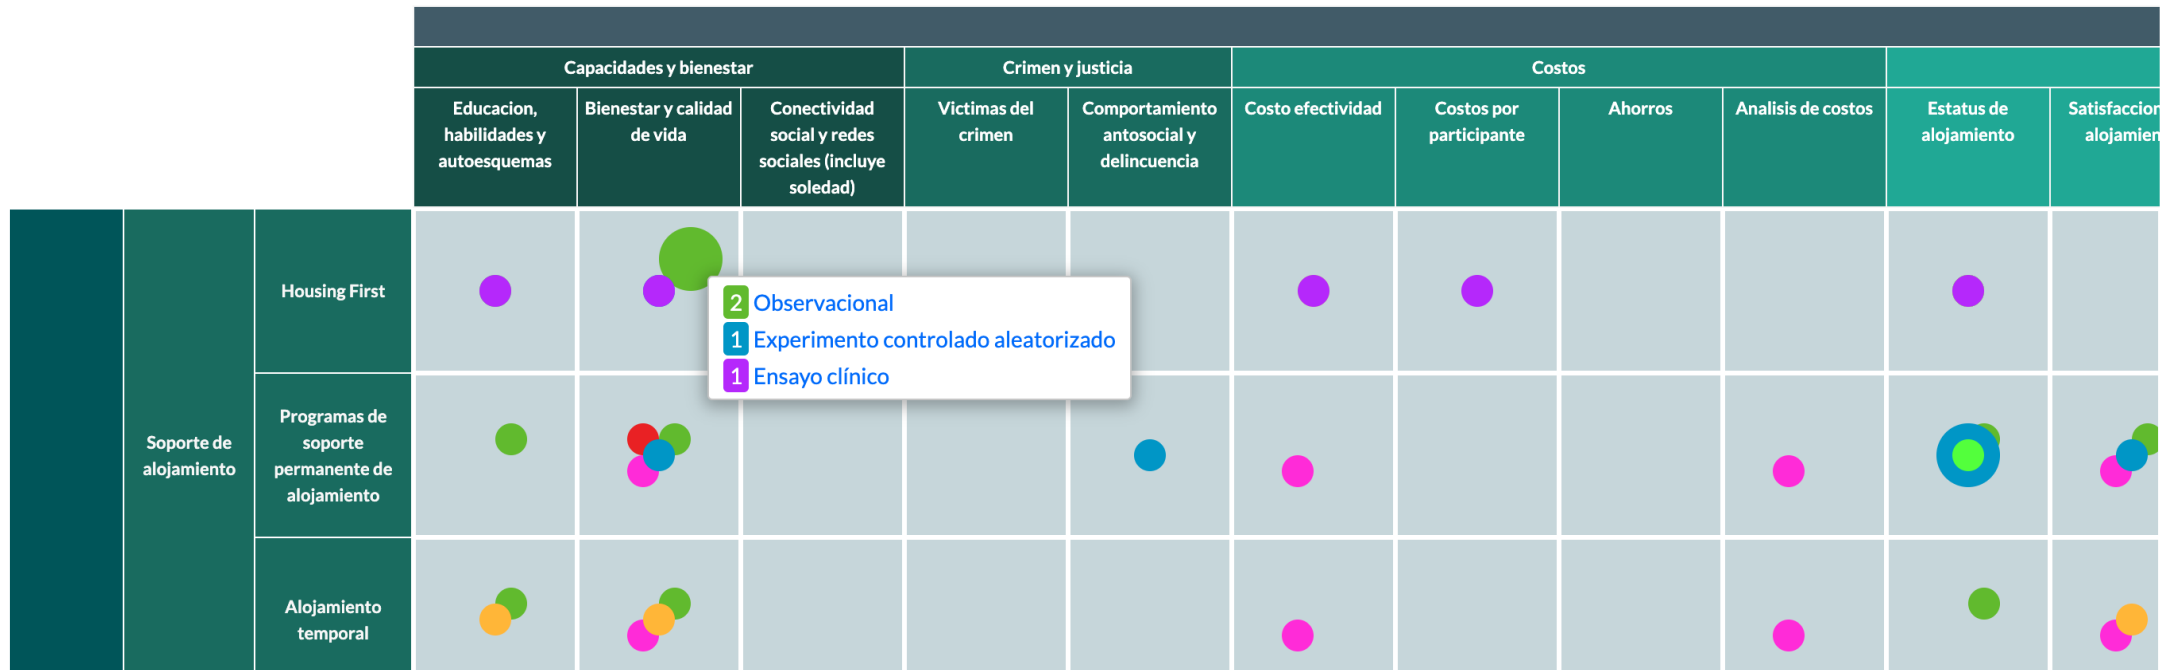 Capacidades y bienestar
Crimen y justicia
Costos
Educacion,
habilidades y
autoesquemas
Bienestar y calidad
de vida
Conectividad
social y redes
sociales (incluye
soledad)
Victimas del
crimen
Comportamiento
antosocial y
delincuencia
Costo efectividad
Costos por
participante
Ahorros
Analisis de costos
Estatus de
alojamiento
Satisfaccion
alojamien
Soporte de
alojamiento
Housing First
2 Observacional
1 Experimento controlado aleatorizado
1 Ensayo clínico
Programas de
soporte
permanente de
alojamiento
Alojamiento
temporal